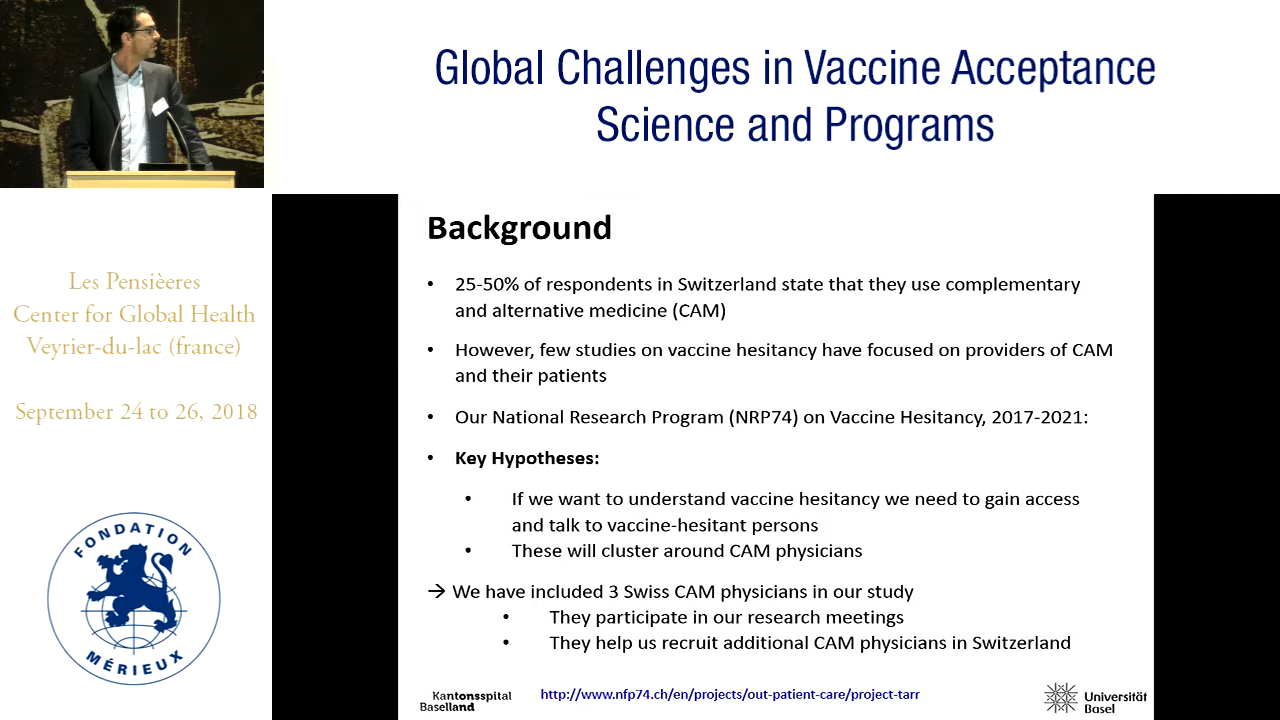 Global Challenges in Vaccine Acceptance
Science and Programs
Les Pensièeres
Center for Global Health
Veyrier-du-lac (france)
September 24 to 26, 2018
FONDATION
MÉRIEUX
Background
• 25-50% of respondents in Switzerland state that they use complementary
and alternative medicine (CAM)
• However, few studies on vaccine hesitancy have focused on providers of CAM
and their patients
• Our National Research Program (NRP74) on Vaccine Hesitancy, 2017-2021:
• Key Hypotheses:
• If we want to understand vaccine hesitancy we need to gain access
and talk to vaccine-hesitant persons
• These will cluster around CAM physicians
→ We have included 3 Swiss CAM physicians in our study
• They participate in our research meetings
• They help us recruit additional CAM physicians in Switzerland
Kantonsspital
Baselland
http://www.nfp74.ch/en/projects/out-patient-care/project-tarr
Universität
Basel